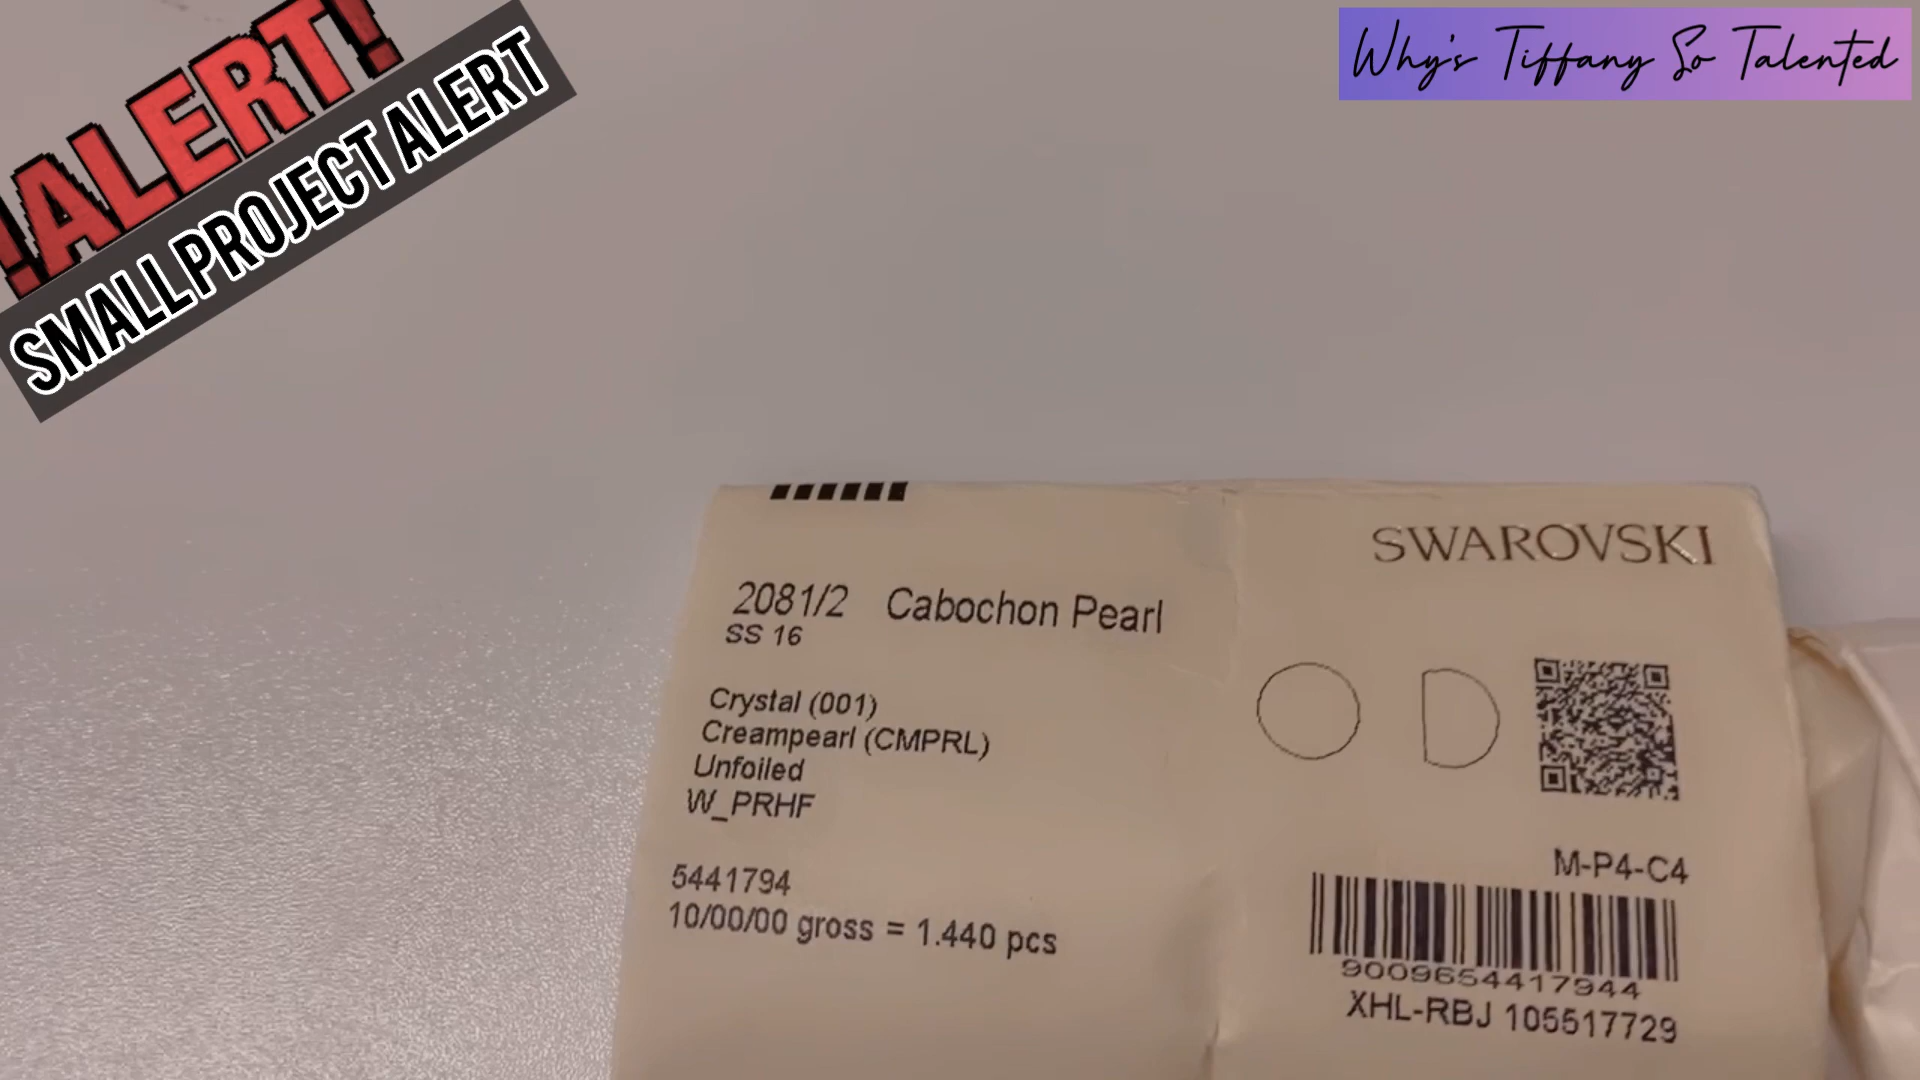 !ALERT!
SMALL PROJECT ALERT
Why's Tiffany So Talented
SWAROVSKI
2081/2 Cabochon Pearl
SS 16
Crystal (001)
Creampearl (CMPRL)
Unfoiled
W_PRHF
5441794
10/00/00 gross = 1.440 pcs
M-P4-C4
9009654417944
XHL-RBJ 105517729